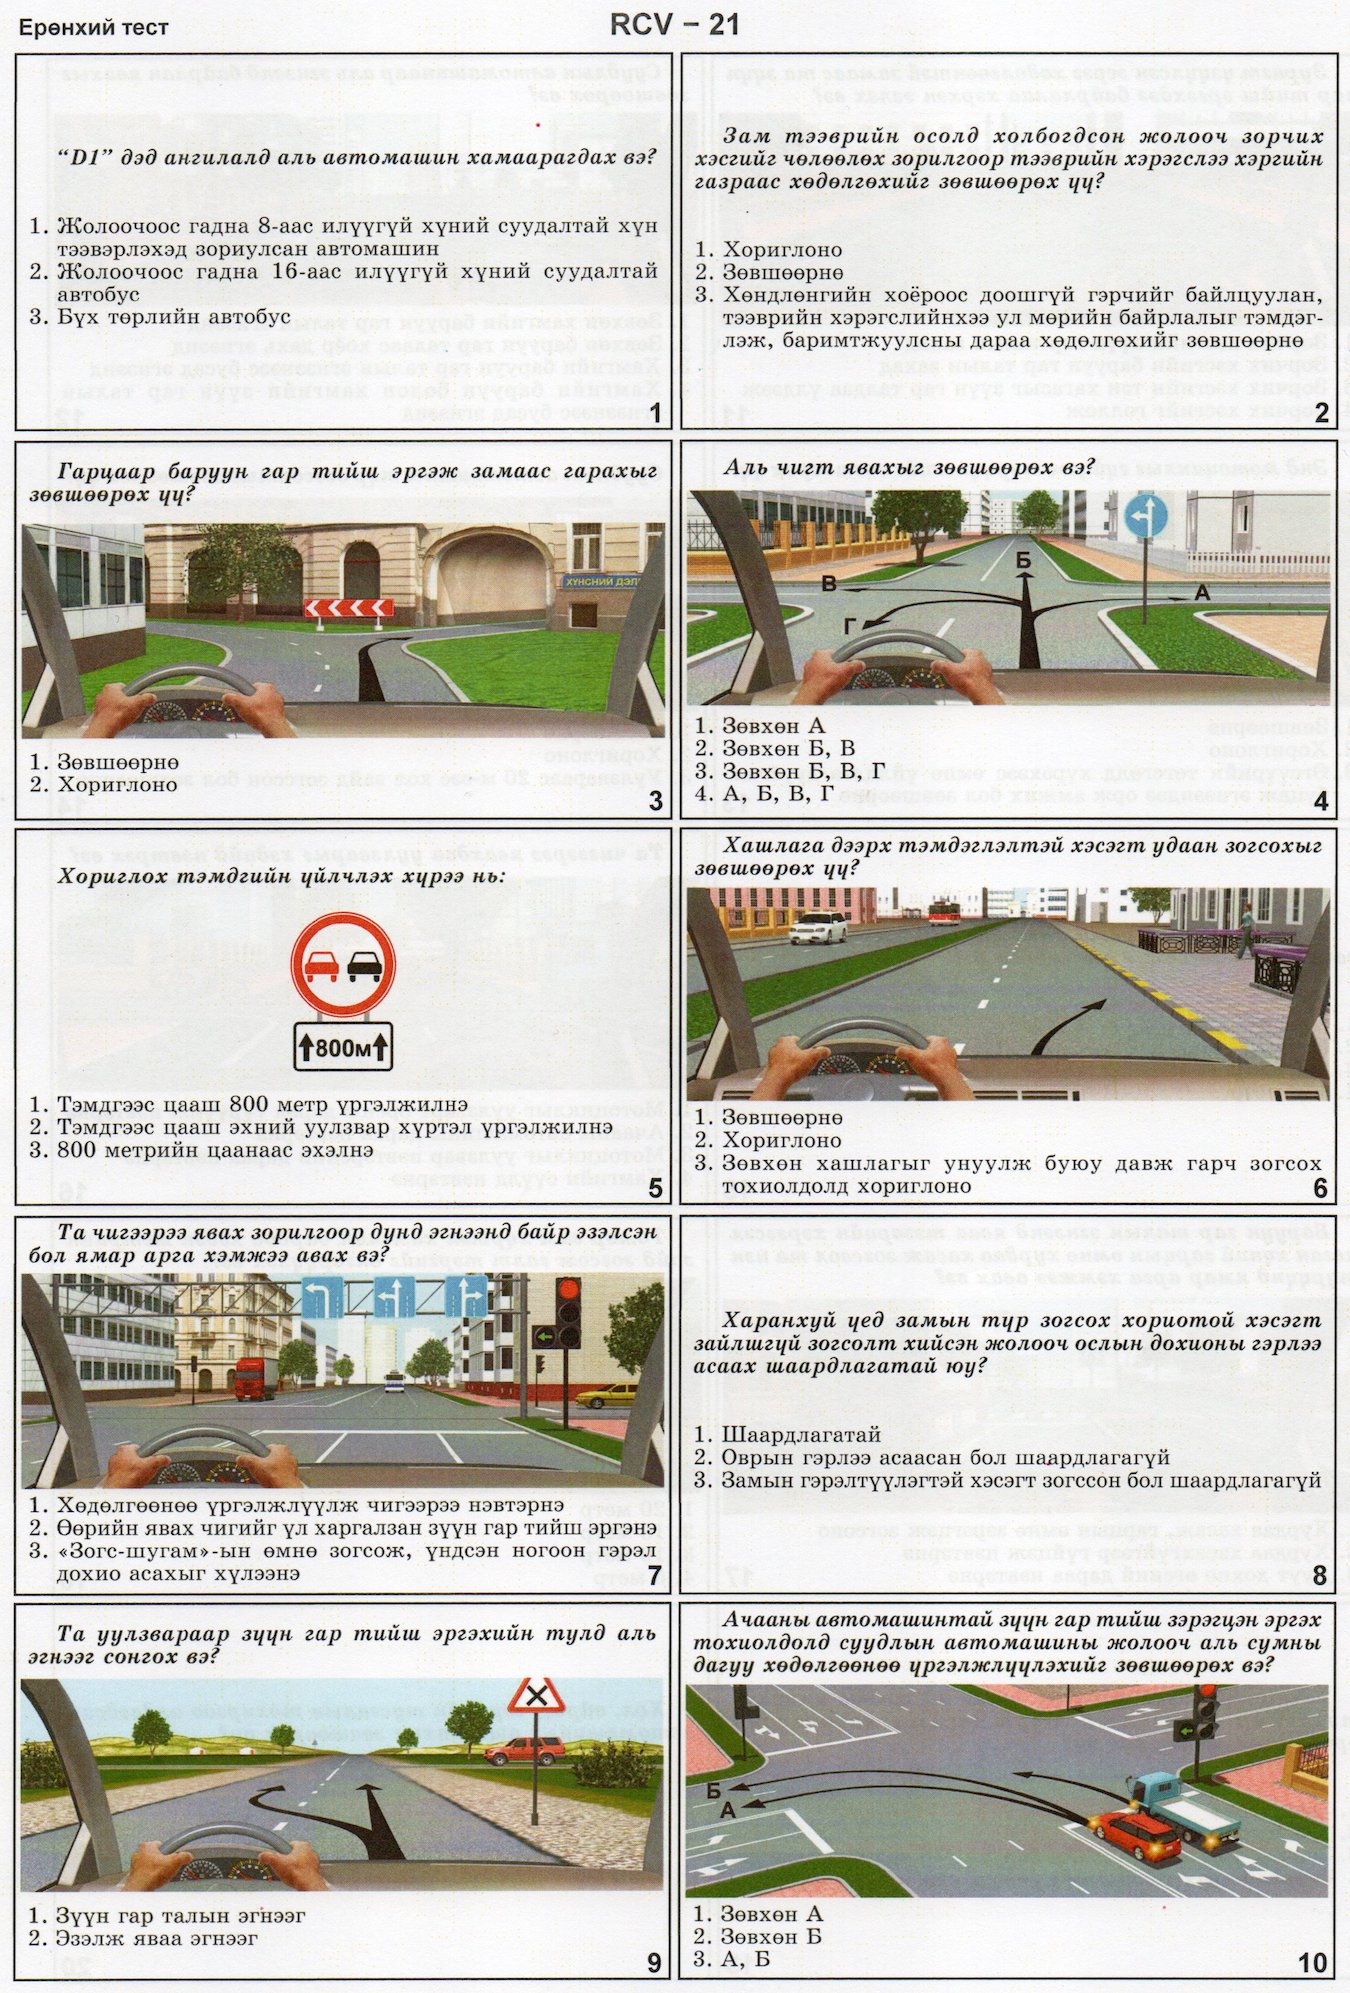 Ерөнхий тест
RCV – 21
“D1” дэд ангилалд аль автомашин хамаарагдах вэ?
1. Жолоочоос гадна 8-аас илүүгүй хүний суудалтай хүн
тээвэрлэхэд зориулсан автомашин
2. Жолоочоос гадна 16-аас илүүгүй хүний суудалтай
автобус
3. Бүх төрлийн автобус
1
Зам тээврийн осолд холбогдсон жолооч зорчих
хэсгийг чөлөөлөх зорилгоор тээврийн хэрэгслээ хэргийн
газраас хөдөлгөхийг зөвшөөрөх үү?
1. Хориглоно
2. Зөвшөөрнө
3. Хөндлөнгийн хоёроос доошгүй гэрчийг байлцуулан,
тээврийн хэрэгслийнхээ ул мөрийн байрлалыг тэмдэг-
лэж, баримтжуулсны дараа хөдөлгөхийг зөвшөөрнө
2
Гарцаар баруун гар тийш эргэж замаас гарахыг
зөвшөөрөх үү?
ХҮНСНИЙ ДЭЛ
1. Зөвшөөрнө
2. Хориглоно
3
Аль чигт явахыг зөвшөөрөх вэ?
Б
В
А
Г
1. Зөвхөн А
2. Зөвхөн Б, В
3. Зөвхөн Б, В, Г
4. А, Б, В, Г
4
Хориглох тэмдгийн үйлчлэх хүрээ нь:
800м
1. Тэмдгээс цааш 800 метр үргэлжилнэ
2. Тэмдгээс цааш эхний уулзвар хүртэл үргэлжилнэ
3. 800 метрийн цаанаас эхэлнэ
5
Хашлага дээрх тэмдэглэлтэй хэсэгт удаан зогсохыг
зөвшөөрөх үү?
1. Зөвшөөрнө
2. Хориглоно
3. Зөвхөн хашлагыг унуулж буюу давж гарч зогсох
тохиолдолд хориглоно
6
Та чигээрээ явах зорилгоор дунд эгнээнд байр эзэлсэн
бол ямар арга хэмжээ авах вэ?
1. Хөдөлгөөнөө үргэлжлүүлж чигээрээ нэвтэрнэ
2. Өөрийн явах чигийг үл харгалзан зүүн гар тийш эргэнэ
3. «Зогс-шугам»-ын өмнө зогсож, үндсэн ногоон гэрэл
дохио асахыг хүлээнэ
7
Харанхуй үед замын түр зогсох хориотой хэсэгт
зайлшгүй зогсолт хийсэн жолооч ослын дохионы гэрлээ
асаах шаардлагатай юу?
1. Шаардлагатай
2. Оврын гэрлээ асаасан бол шаардлагагүй
3. Замын гэрэлтүүлэгтэй хэсэгт зогссон бол шаардлагагүй
8
Та уулзвараар зүүн гар тийш эргэхийн тулд аль
эгнээг сонгох вэ?
1. Зүүн гар талын эгнээг
2. Эзэлж яваа эгнээг
9
Ачааны автомашинтай зүүн гар тийш зэрэгцэн эргэх
тохиолдолд суудлын автомашины жолооч аль сумны
дагуу хөдөлгөөнөө үргэлжлүүлэхийг зөвшөөрөх вэ?
Б
А
1. Зөвхөн А
2. Зөвхөн Б
3. А, Б
10